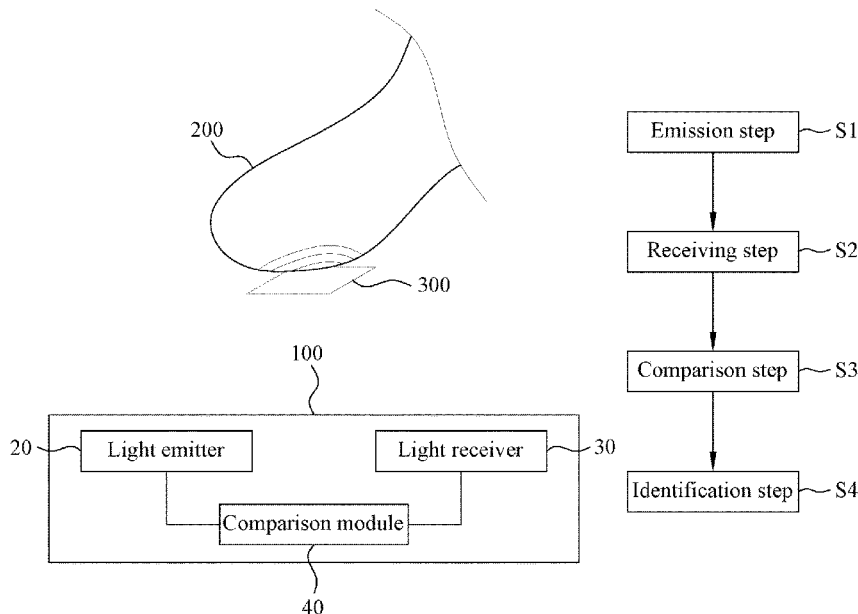 200
300
100
20
Light emitter
Light receiver
30
Comparison module
40
Emission step
S1
Receiving step
S2
Comparison step
S3
Identification step
S4